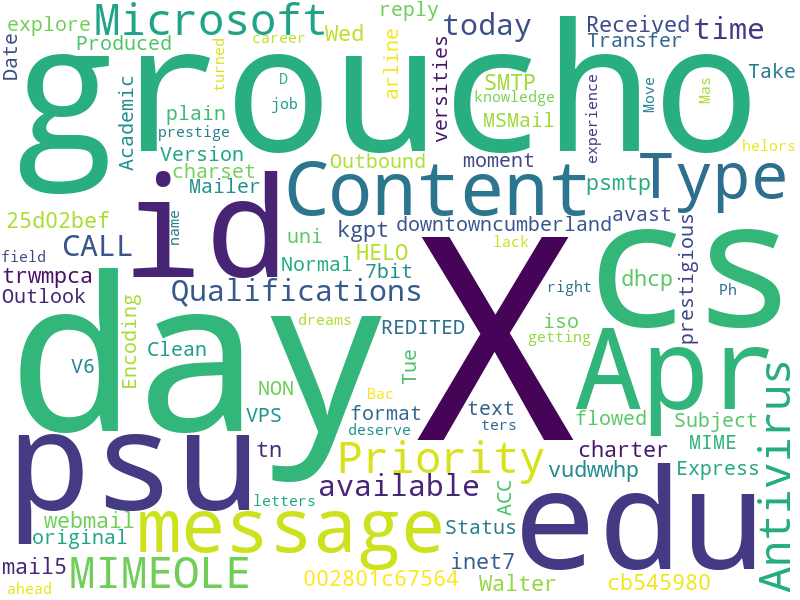 explore Microsoft reply today Received time
Date Produced turned career Wed arline Transfer
groucho
Academic D job SMTP knowledge versities experience Move Mas Take
plain prestige MSMail helors
Version charset Outbound moment
Mailer Content psmtp Type
25d02bef id name kgpt downtowncumberland avast
field CALL uni HELO lack prestigious
trwmpca Normal 7bit X cs dhcp
Outlook Qualifications right Ph
Encoding dreams REDITED iso
V6 Clean day Tue getting Apr Antivirus
NON Bac
VPS format text flowed Subject
psu deserve ters
tn Priority charter MIME
vudwwhp Express
letters available ACC
webmail message Status edu
original
mail5 MIMEOLE inet7
ahead 002801c67564 Walter cb545980